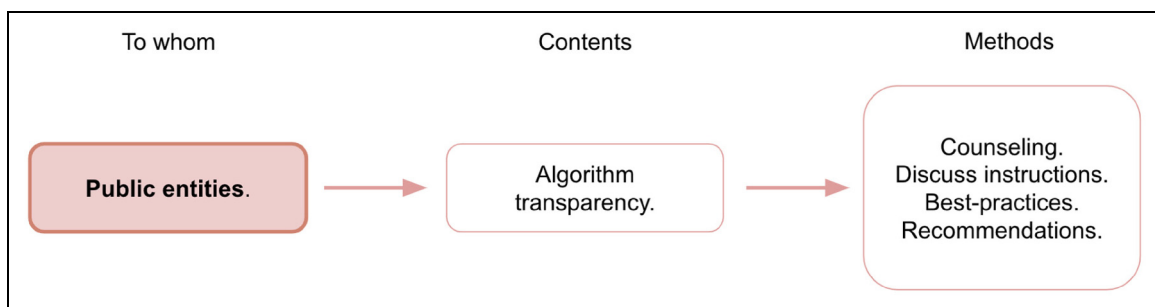 To whom
Contents
Methods
Public entities.
Algorithm
transparency.
Counseling.
Discuss instructions.
Best-practices.
Recommendations.